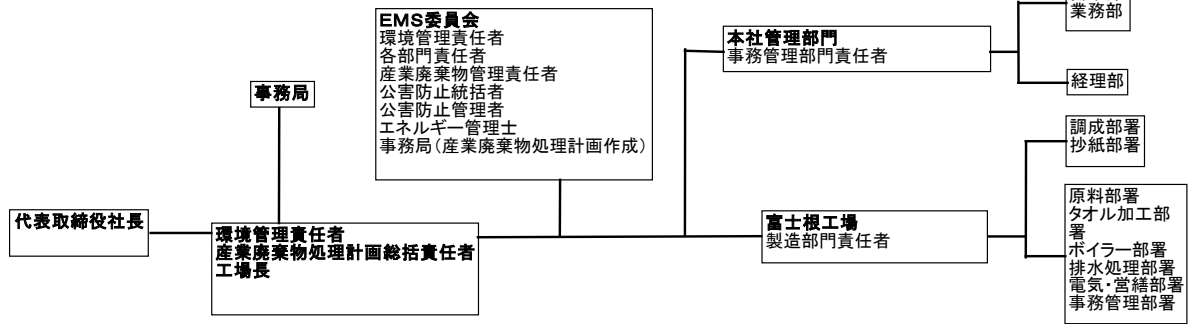 EMS委員会
環境管理責任者
各部門責任者
産業廃棄物管理責任者
公害防止統括者
公害防止管理者
エネルギー管理士
事務局(産業廃棄物処理計画作成)
事務局
代表取締役社長
環境管理責任者
産業廃棄物処理計画総括責任者
工場長
本社管理部門
事務管理部門責任者
業務部
経理部
富士根工場
製造部門責任者
調成部署
抄紙部署
原料部署
タオル加工部
署
ボイラー部署
排水処理部署
電気・営繕部署
事務管理部署